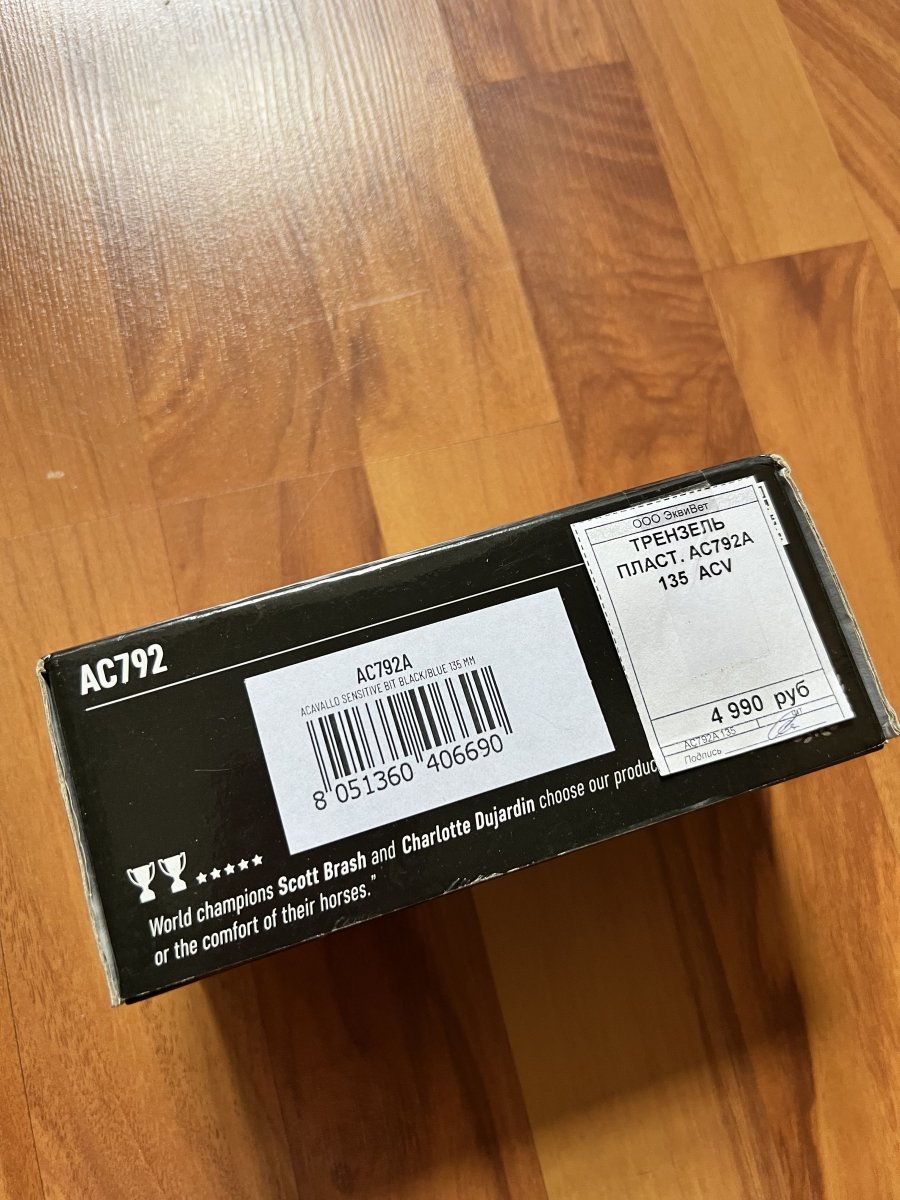 AC792
AC792A
ACAVALLO SENSITIVE BIT BLACK/BLUE 135 MM
8 051360 406690
World champions Scott Brash and Charlotte Dujardin choose our produc
or the comfort of their horses."
ООО ЭквиВет
ТРЕНЗЕЛЬ
ПЛАСТ. AC792A
135 ACV
4 990 руб
AC792A 135
Подпись